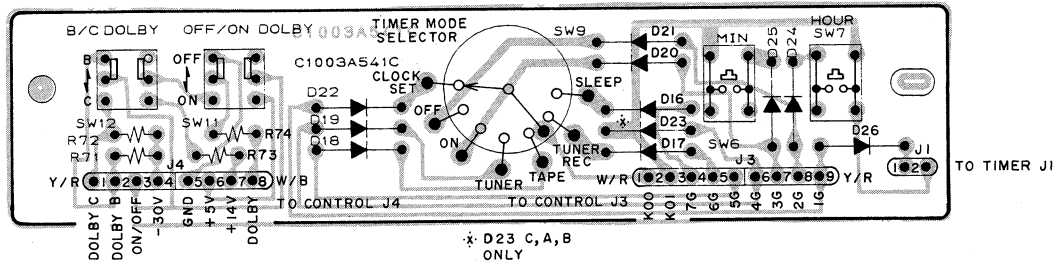 B/C DOLBY
OFF/ON DOLBY
C1003A541C
TIMER MODE
SELECTOR
SW9
D21
D20
MIN
D25
D24
HOUR
SW7
B
C
OFF
ON
C1003A541C
CLOCK
SET
OFF
ON
TUNER
TAPE
TUNER
REC
SLEEP
D22
D19
D18
D16
D23
D17
SW12
R72
R71
SW11
R74
R73
SW6
D26
J1
1 2
TO TIMER J1
J4
Y/R 1 2 3 4 5 6 7 8 W/B
DOLBY C
DOLBY B
ON/OFF
-30V
GND
+5V
+14V
DOLBY
TO CONTROL J4
TO CONTROL J3
J3
W/R 1 2 3 4 5 6 7 8 9 Y/R
K00
K01
7G
6G
5G
4G
3G
2G
1G
※ D23 C,A,B
ONLY